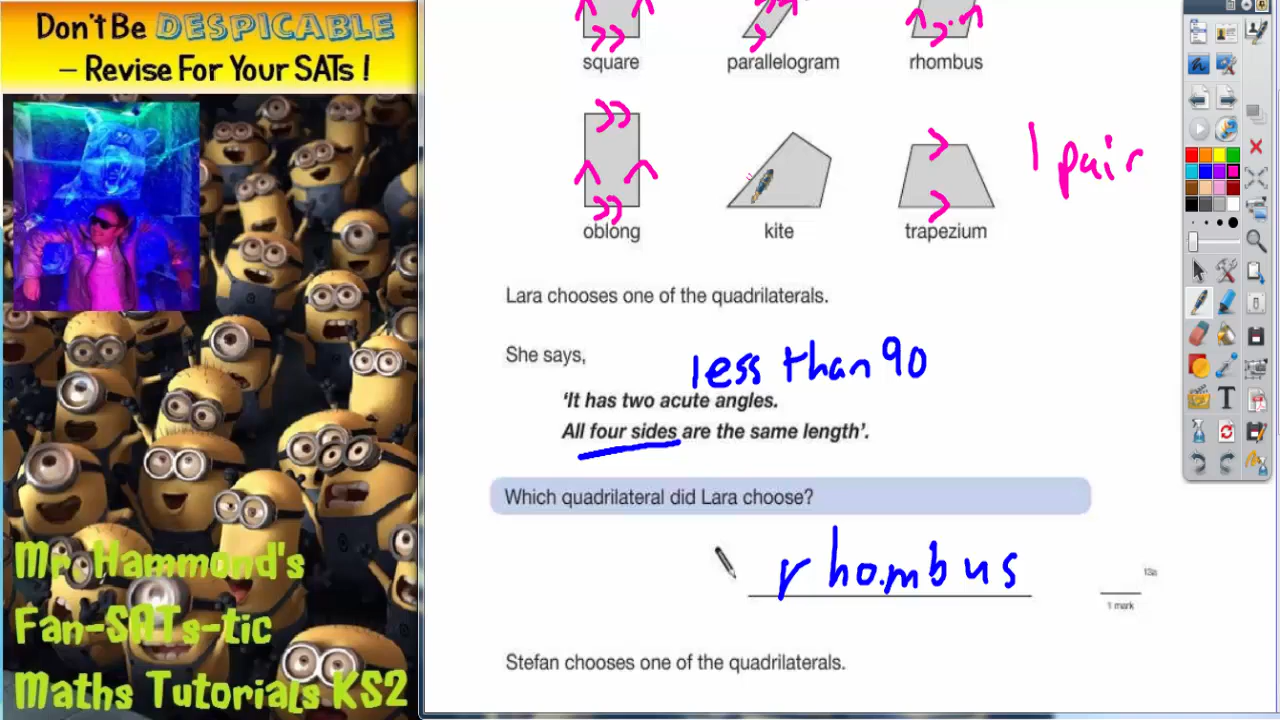 Don't Be DESPICABLE
– Revise For Your SATs !
square
parallelogram
rhombus
1 pair
oblong
kite
trapezium
Lara chooses one of the quadrilaterals.
She says,
less than 90
'It has two acute angles.
All four sides are the same length'.
Which quadrilateral did Lara choose?
rhombus
1 mark
Stefan chooses one of the quadrilaterals.
Mr. Hammond's
Fan-SATs-tic
Maths Tutorials KS2